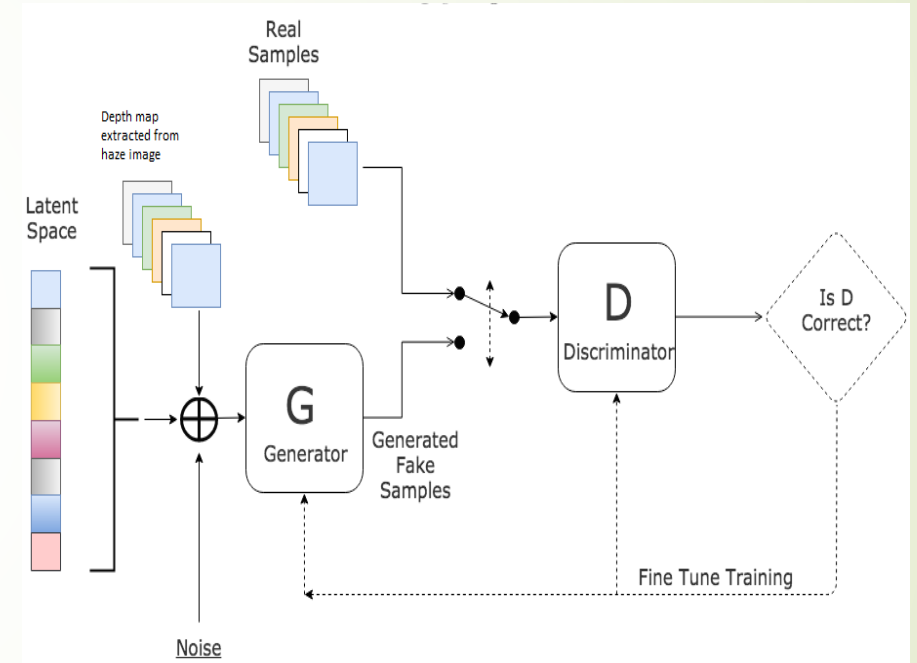 Real
Samples
Depth map
extracted from
haze image
Latent
Space
G
Generator
Generated
Fake
Samples
D
Discriminator
Is D
Correct?
Fine Tune Training
Noise